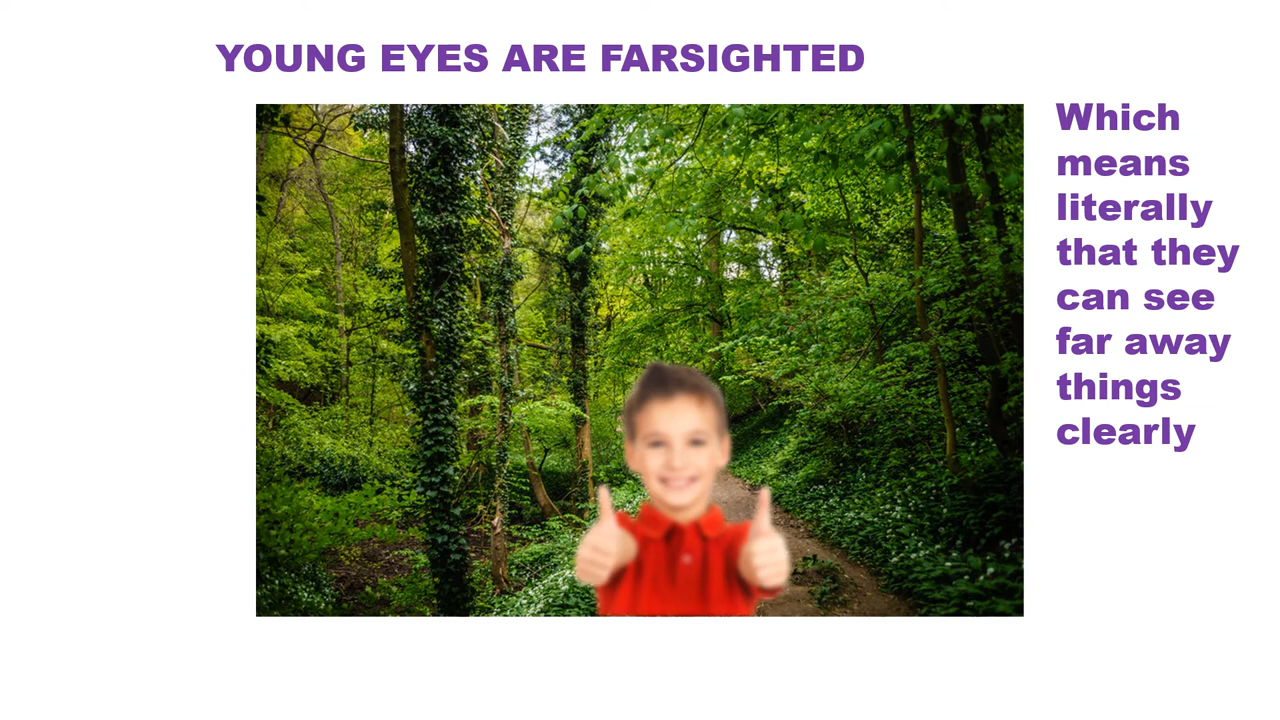 YOUNG EYES ARE FARSIGHTED
Which
means
literally
that they
can see
far away
things
clearly